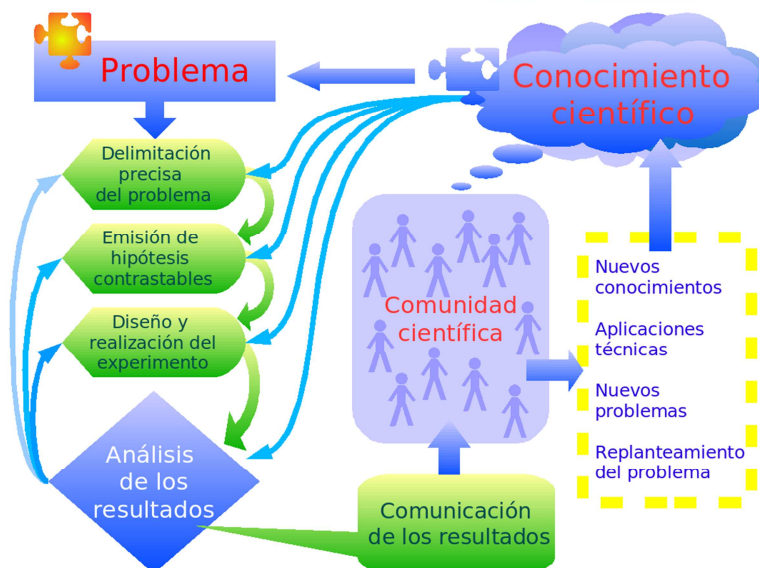 Problema
Conocimiento
científico
Delimitación
precisa
del problema
Emisión de
hipótesis
contrastables
Diseño y
realización del
experimento
Análisis
de los
resultados
Comunidad
científica
Nuevos
conocimientos
Aplicaciones
técnicas
Nuevos
problemas
Replanteamiento
del problema
Comunicación
de los resultados